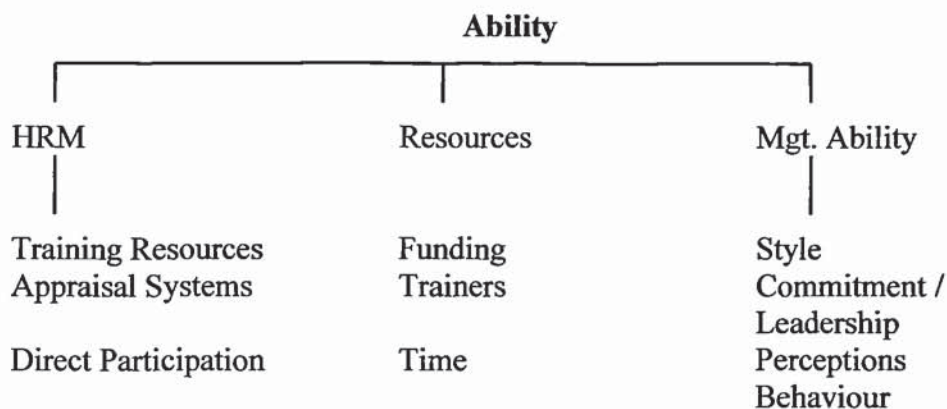 Ability
HRM Resources Mgt. Ability
Training Resources Funding Style
Appraisal Systems Trainers Commitment /
Leadership
Direct Participation Time Perceptions
Behaviour